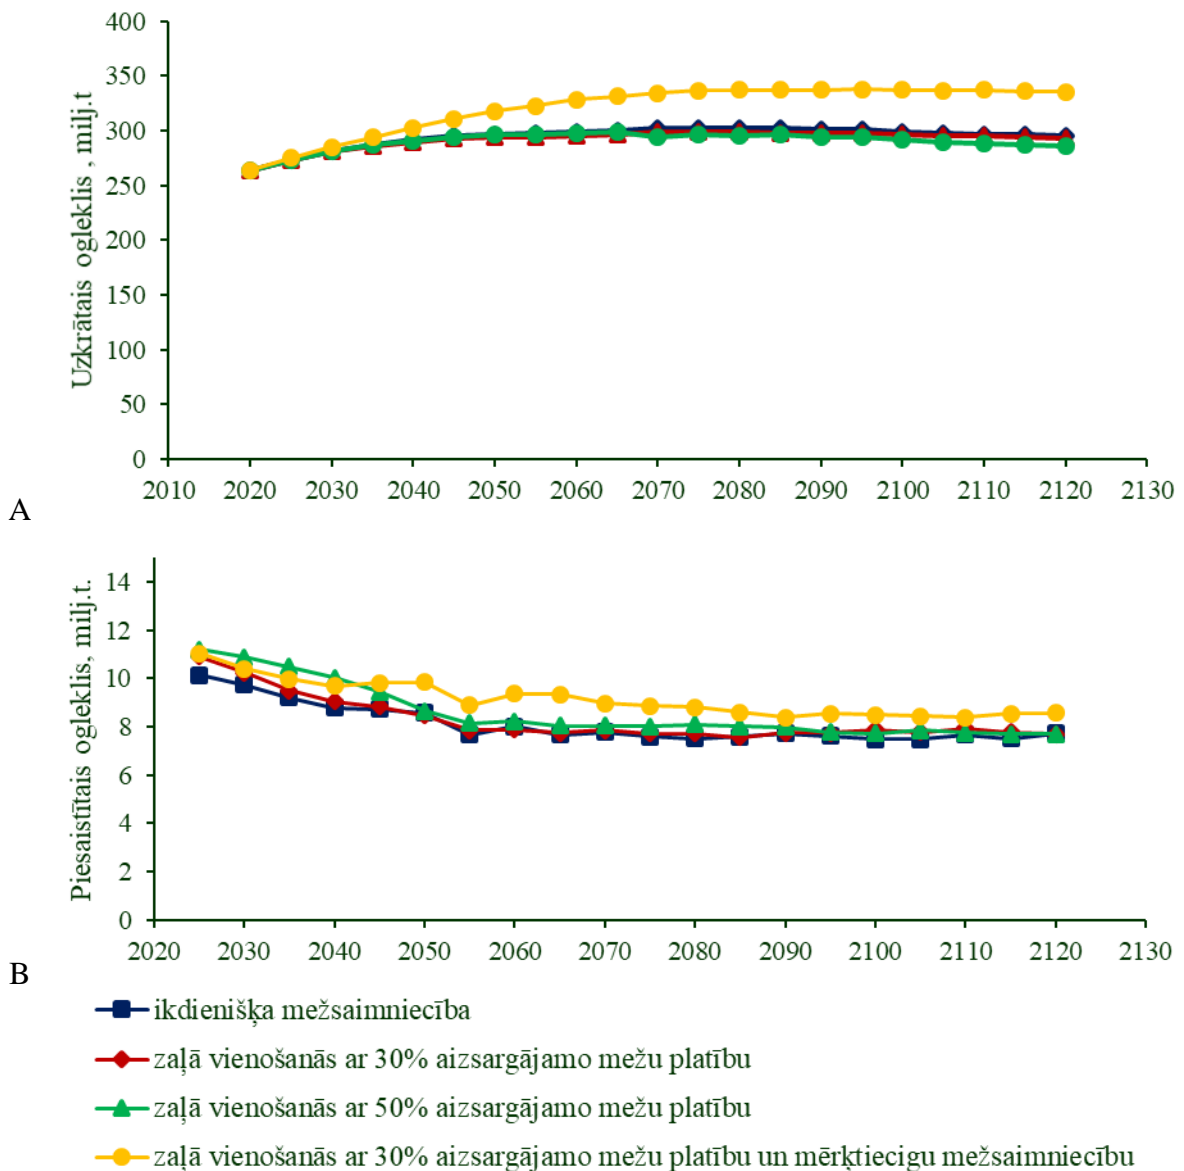 Uzkrātais ogleklis , milj.t
400
350
300
250
200
150
100
50
0
2010 2020 2030 2040 2050 2060 2070 2080 2090 2100 2110 2120 2130
A
Piesaistītais ogleklis, milj.t.
14
12
10
8
6
4
2
0
2020 2030 2040 2050 2060 2070 2080 2090 2100 2110 2120 2130
B
ikdienišķa mežsaimniecība
zaļā vienošanās ar 30% aizsargājamo mežu platību
zaļā vienošanās ar 50% aizsargājamo mežu platību
zaļā vienošanās ar 30% aizsargājamo mežu platību un mērķtiecigu mežsaimniecību